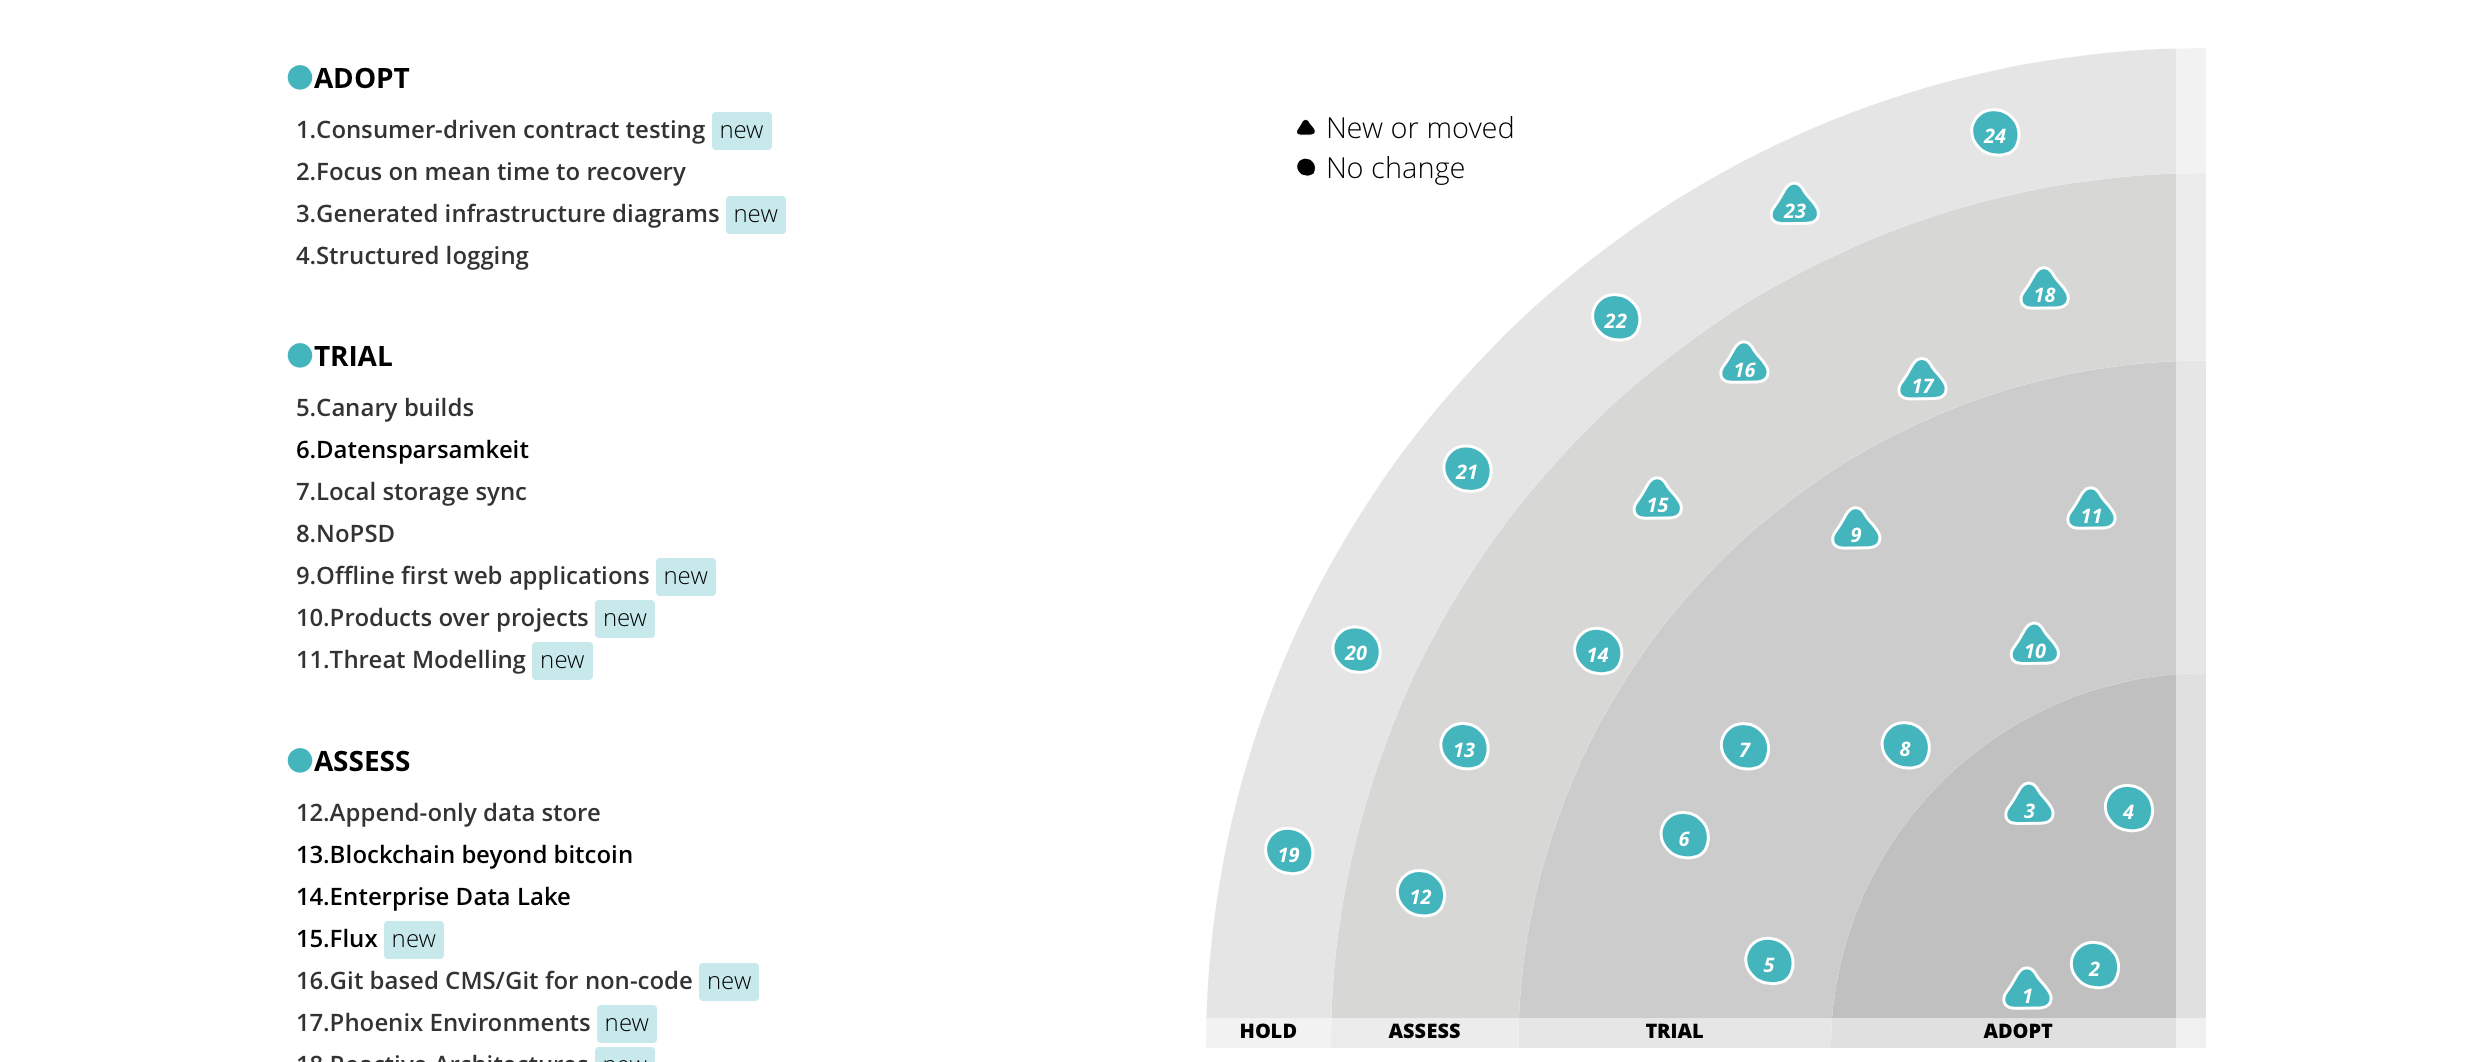 ADOPT
1.Consumer-driven contract testing new
2.Focus on mean time to recovery
3.Generated infrastructure diagrams new
4.Structured logging
TRIAL
5.Canary builds
6.Datensparsamkeit
7.Local storage sync
8.NoPSD
9.Offline first web applications new
10.Products over projects new
11.Threat Modelling new
ASSESS
12.Append-only data store
13.Blockchain beyond bitcoin
14.Enterprise Data Lake
15.Flux new
16.Git based CMS/Git for non-code new
17.Phoenix Environments new
18.Reactive Architectures new
New or moved
No change
24
23
18
22
16
17
21
15
11
9
10
20
14
13
7
8
3
4
6
19
12
5
2
1
HOLD ASSESS TRIAL ADOPT